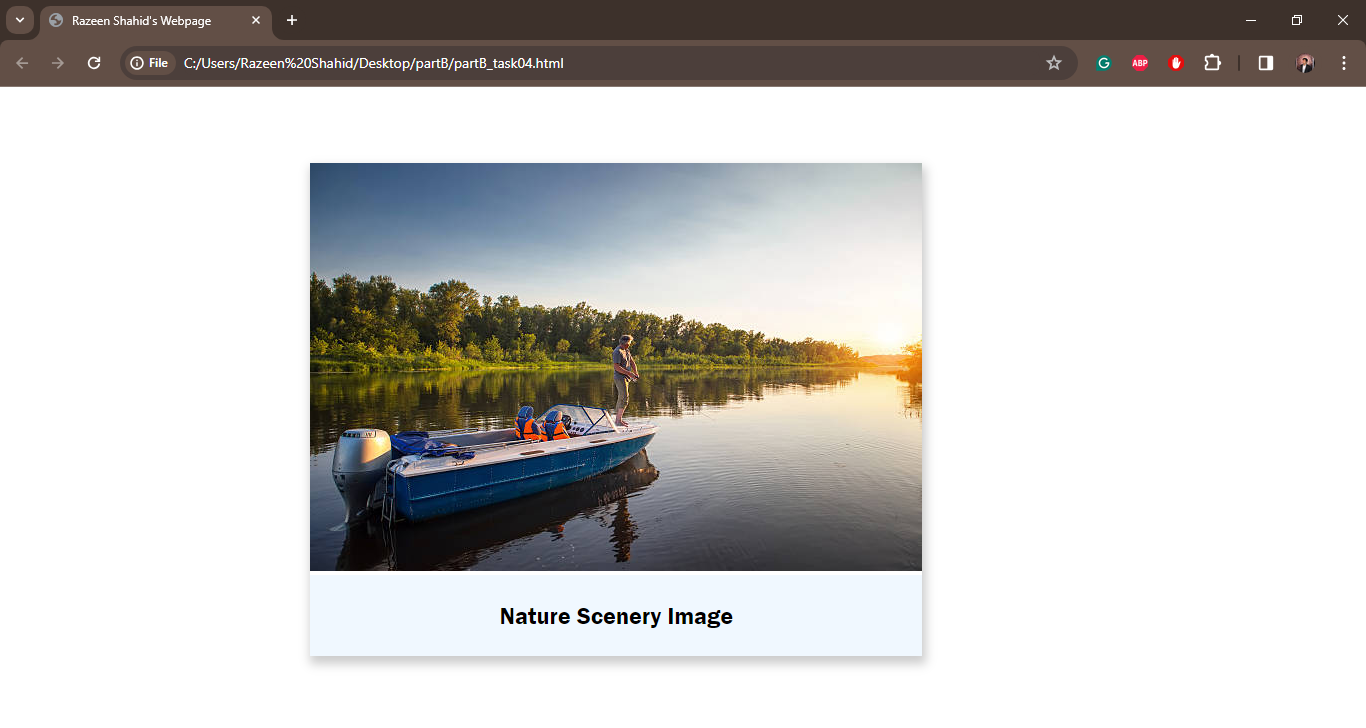 Razeen Shahid's Webpage
File C:/Users/Razeen%20Shahid/Desktop/partB/partB_task04.html
ABP
Nature Scenery Image